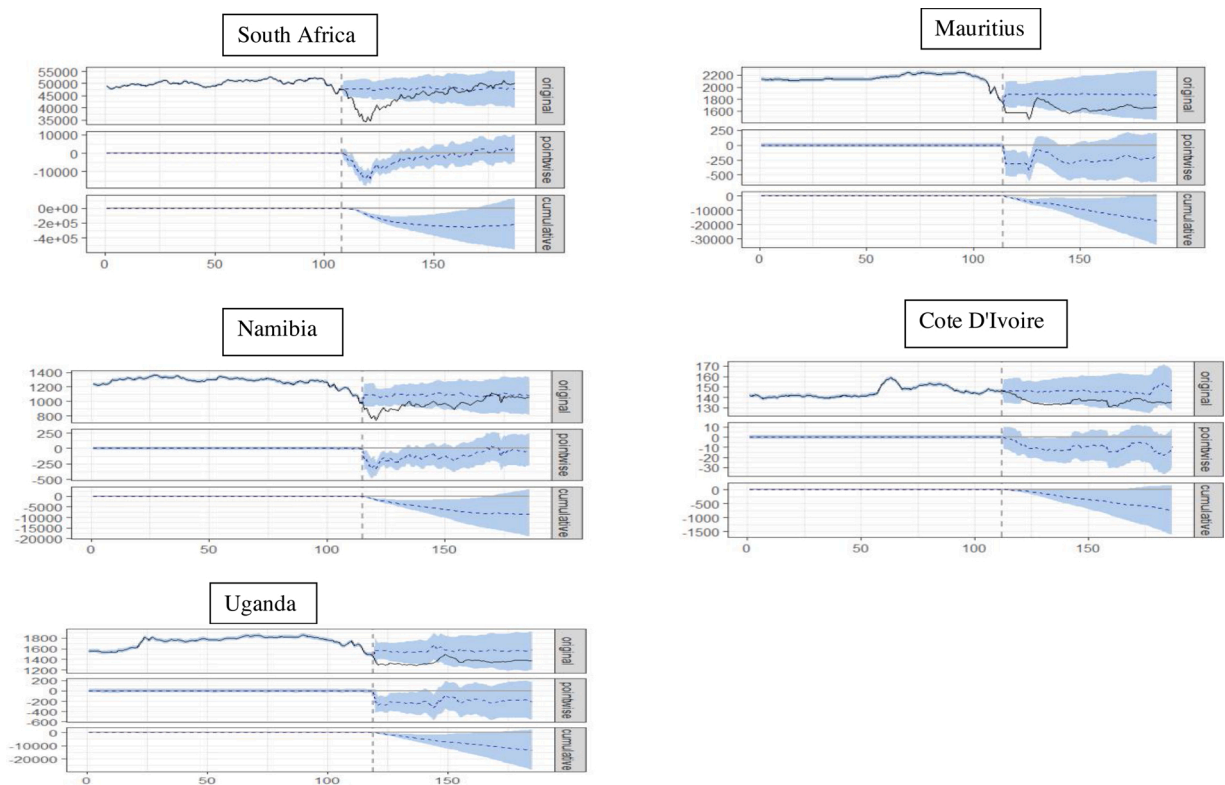 South Africa
55000
50000
45000
40000
35000
original
10000
0
-10000
pointwise
0e+00
-2e+05
-4e+05
cumulative
0 50 100 150
Mauritius
2200
2000
1800
1600
original
250
0
-250
-500
pointwise
0
-10000
-20000
-30000
cumulative
0 50 100 150
Namibia
1400
1200
1000
800
original
250
0
-250
-500
pointwise
0
-5000
-10000
-15000
-20000
cumulative
0 50 100 150
Cote D'Ivoire
170
160
150
140
130
original
10
0
-10
-20
-30
pointwise
0
-500
-1000
-1500
cumulative
0 50 100 150
Uganda
1800
1600
1400
1200
original
200
0
-200
-400
-600
pointwise
0
-10000
-20000
cumulative
0 50 100 150